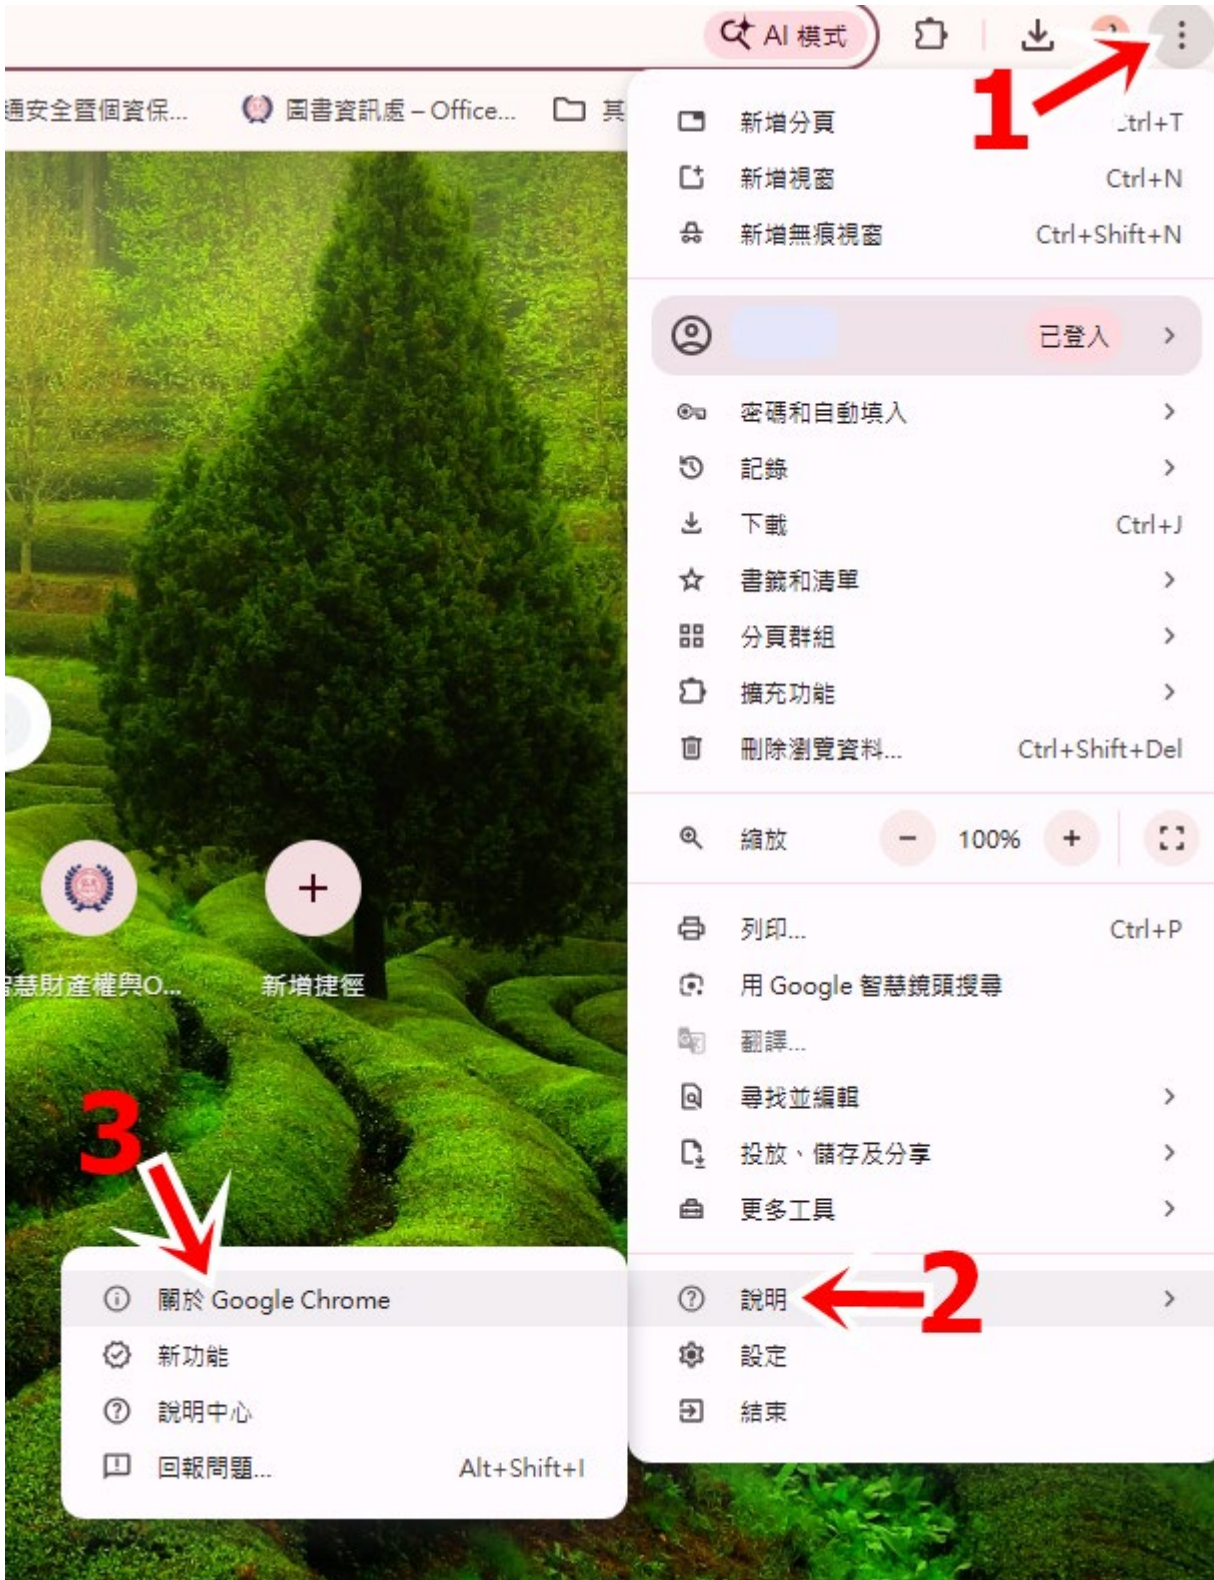 AI 模式
1
通安全暨個資保...
圖書資訊處 – Office...
其
新增分頁
Ctrl+T
新增視窗
Ctrl+N
新增無痕視窗
Ctrl+Shift+N
已登入
密碼和自動填入
記錄
下載
Ctrl+J
書籤和清單
分頁群組
擴充功能
刪除瀏覽資料...
Ctrl+Shift+Del
縮放
− 100% +
列印...
Ctrl+P
智慧財產權與O...
新增捷徑
用 Google 智慧鏡頭搜尋
翻譯...
尋找並編輯
投放、儲存及分享
更多工具
3
關於 Google Chrome
新功能
說明中心
回報問題...
Alt+Shift+I
說明
2
設定
結束